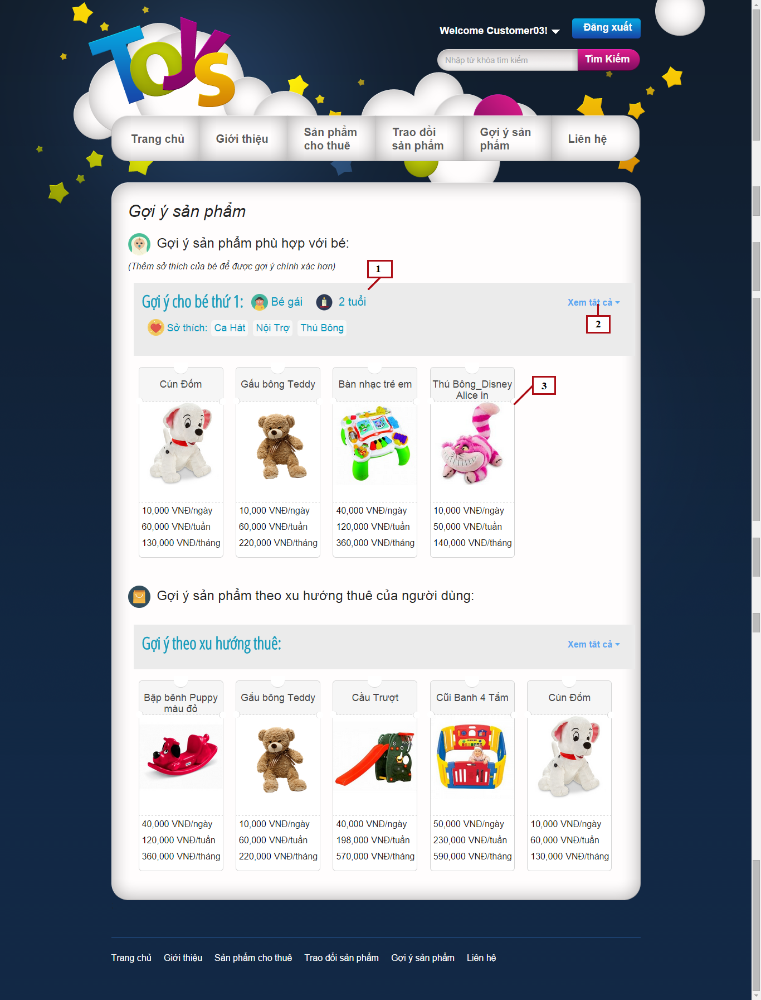 Toys
Welcome Customer03!
Đăng xuất
Nhập từ khóa tìm kiếm
Tìm Kiếm
Trang chủ
Giới thiệu
Sản phẩm
cho thuê
Trao đổi
sản phẩm
Gợi ý sản
phẩm
Liên hệ
Gợi ý sản phẩm
Gợi ý sản phẩm phù hợp với bé:
(Thêm sở thích của bé để được gợi ý chính xác hơn)
1
Gợi ý cho bé thứ 1: Bé gái 2 tuổi
Xem tất cả
2
Sở thích: Ca Hát Nội Trợ Thú Bông
3
Cún Đốm
10,000 VNĐ/ngày
60,000 VNĐ/tuần
130,000 VNĐ/tháng
Gấu bông Teddy
10,000 VNĐ/ngày
60,000 VNĐ/tuần
220,000 VNĐ/tháng
Bàn nhạc trẻ em
40,000 VNĐ/ngày
120,000 VNĐ/tuần
360,000 VNĐ/tháng
Thú Bông_Disney
Alice in
10,000 VNĐ/ngày
50,000 VNĐ/tuần
140,000 VNĐ/tháng
Gợi ý sản phẩm theo xu hướng thuê của người dùng:
Gợi ý theo xu hướng thuê:
Xem tất cả
Bập bênh Puppy
màu đỏ
40,000 VNĐ/ngày
120,000 VNĐ/tuần
360,000 VNĐ/tháng
Gấu bông Teddy
10,000 VNĐ/ngày
60,000 VNĐ/tuần
220,000 VNĐ/tháng
Cầu Trượt
40,000 VNĐ/ngày
198,000 VNĐ/tuần
570,000 VNĐ/tháng
Cũi Banh 4 Tấm
50,000 VNĐ/ngày
230,000 VNĐ/tuần
590,000 VNĐ/tháng
Cún Đốm
10,000 VNĐ/ngày
60,000 VNĐ/tuần
130,000 VNĐ/tháng
Trang chủ Giới thiệu Sản phẩm cho thuê Trao đổi sản phẩm Gợi ý sản phẩm Liên hệ